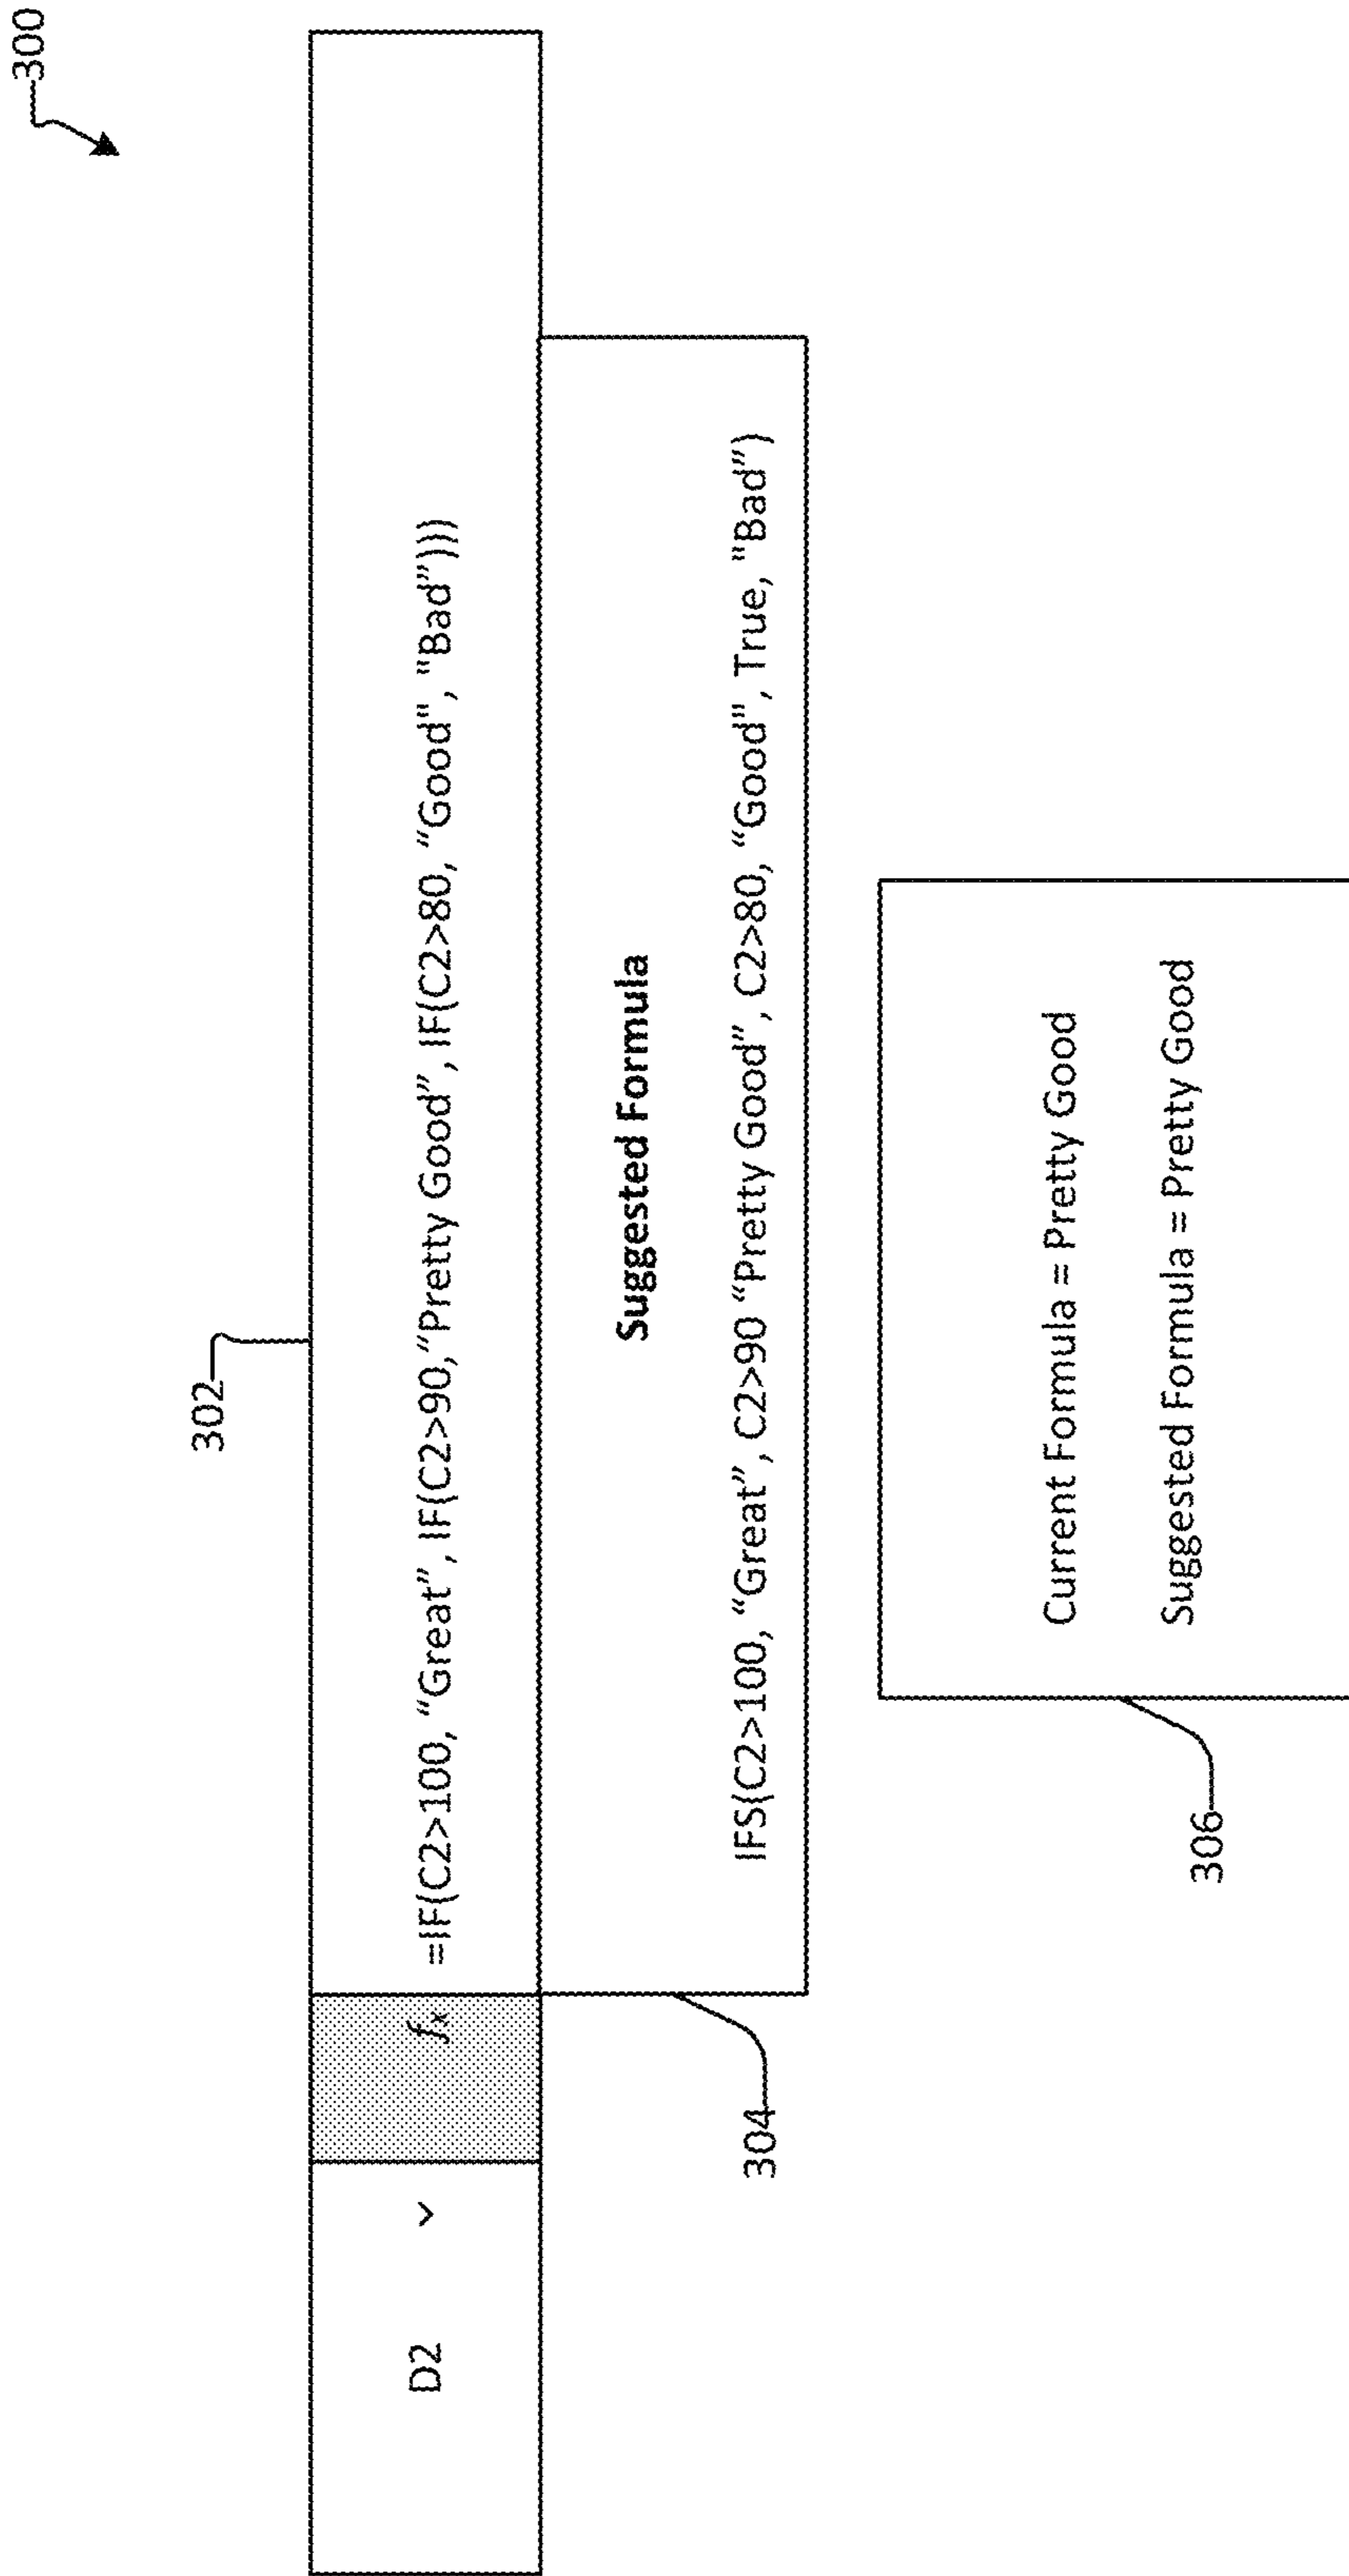 300
302
D2 ˅ fx =IF(C2>100, “Great”, IF(C2>90,“Pretty Good”, IF(C2>80, “Good", "Bad”)))
304
Suggested Formula
IFS(C2>100, “Great”, C2>90 “Pretty Good”, C2>80, “Good”, True, "Bad”)
306
Current Formula = Pretty Good
Suggested Formula = Pretty Good